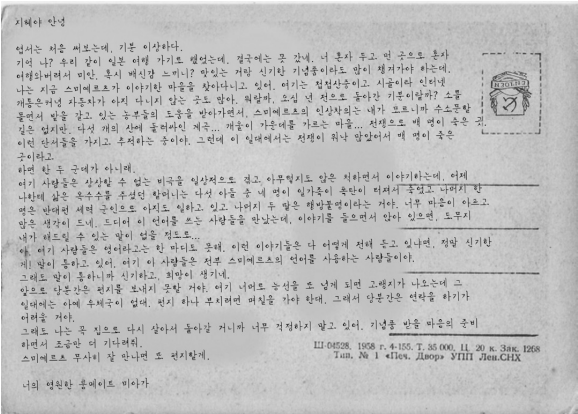 지혜야 안녕
엽서는 처음 써보는데, 기분 이상하다.
기억 나? 우리 같이 일본 여행 가기로 했었는데, 결국에는 못 갔네. 너 혼자 두고 먼 곳으로 혼자
여행와버려서 미안, 혹시 배신감 느끼니? 맛있는 거랑 신기한 기념품이라도 많이 챙겨가야 하는데.
나는 지금 스미에르츠가 이야기한 마을을 찾아다니고 있어. 여기는 첩첩산중이고 시골이라 인터넷
개통은커녕 자동차가 아직 다니지 않는 곳도 많아. 뭐랄까, 오십 년 전으로 돌아간 기분이랄까? 소를
몰면서 밭을 갈고 있는 농부들의 도움을 받아가면서, 스미에르츠의 인상착의는 내가 모르니까 수소문할
길은 없지만, 다섯 개의 산에 둘러싸인 계곡... 개울이 가운데를 가르는 마을... 전쟁으로 백 명이 죽은 곳.
이런 단서들을 가지고 추적하는 중이야. 그런데 이 일대에서는 전쟁이 워낙 많았어서 백 명이 죽은
곳이라고
하면 한 두 군데가 아니래.
여기 사람들은 상상할 수 없는 비극을 일상적으로 겪고, 아무렇지도 않은 척하면서 이야기하는데, 어제
나한테 삶은 옥수수를 주셨던 할머니는 다섯 아들 중 네 명이 일가족이 폭탄이 터져서 죽었고 나머지 한
명은 반대편 세력 군인으로 아직도 일하고 있고 나머지 두 딸은 행방불명이라는 거야. 너무 마음이 아프고
많은 생각이 드네. 드디어 이 언어를 쓰는 사람들을 만났는데, 이야기를 들으면서 앉아 있으면, 도무지
내가 대드릴 수 있는 말이 없을 정도로...
아, 여기 사람들은 영어라고는 한 마디도 못해. 이런 이야기들은 다 어떻게 전해 듣고 있냐면, 정말 신기한
게! 말이 통하고 있어. 여기 이 사람들은 전부 스미에르츠의 언어를 사용하는 사람들이야.
그래도 말이 통하니까 신기하고, 희망이 생기네.
앞으로 당분간은 편지를 보내지 못할 거야. 여기 너머로 능선을 또 넘게 되면 고랭지가 나오는데 그
일대에는 아예 우체국이 없대. 편지 하나 부치려면 며칠을 가야 한대. 그래서 당분간은 연락을 하기가
어려울 거야.
그래도 나는 꼭 집으로 다시 살아서 돌아갈 거니까 너무 걱정하지 말고 있어. 기념품 받을 마음의 준비
하면서 조금만 더 기다려줘.
스미에르츠 무사히 잘 만나면 또 편지할게.
너의 영원한 룸메이트 미아가
Ш-04528, 1958 г. 4-155. Т. 35 000, Ц. 20 к. Зак. 1268
Тип. № 1 «Печ. Двор» УПП Лен.СНХ